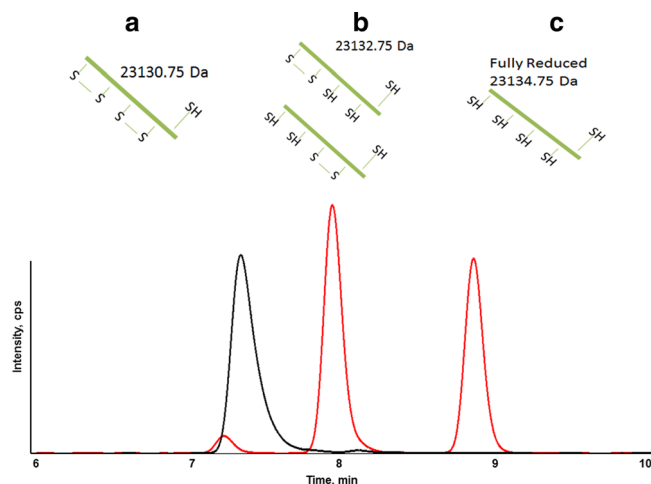 a b c
23130.75 Da
S
S
S
S
SH
23132.75 Da
S
S
SH
SH
SH
SH
SH
S
S
SH
Fully Reduced
23134.75 Da
SH
SH
SH
SH
SH
Intensity, cps
6 7 8 9 10
Time, min